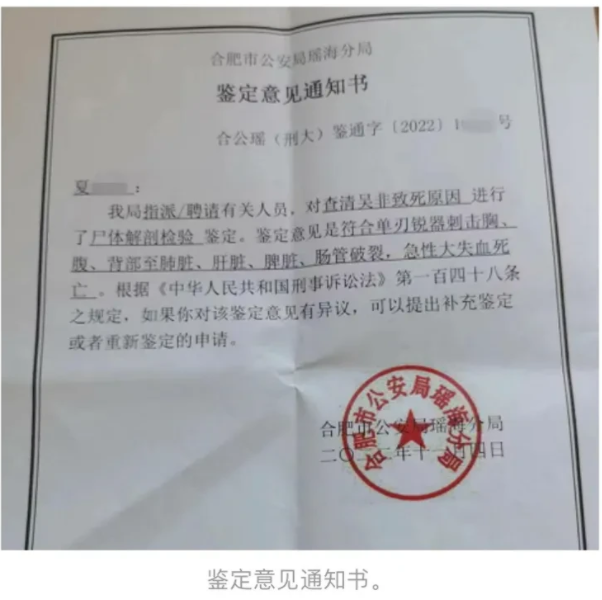 合肥市公安局瑶海分局
鉴定意见通知书
合公瑶（刑大）鉴通字〔2022〕1 号
夏 ：
我局指派/聘请有关人员，对查清吴非致死原因 进行
了尸体解剖检验 鉴定。鉴定意见是符合单刃锐器刺击胸、
腹、背部至肺脏、肝脏、脾脏、肠管破裂，急性大失血死
亡 。根据《中华人民共和国刑事诉讼法》第一百四十八条
之规定，如果你对该鉴定意见有异议，可以提出补充鉴定
或者重新鉴定的申请。
合肥市公安局瑶海分局
合肥市公安局瑶海分局
二〇二二年十一月四日
鉴定意见通知书。